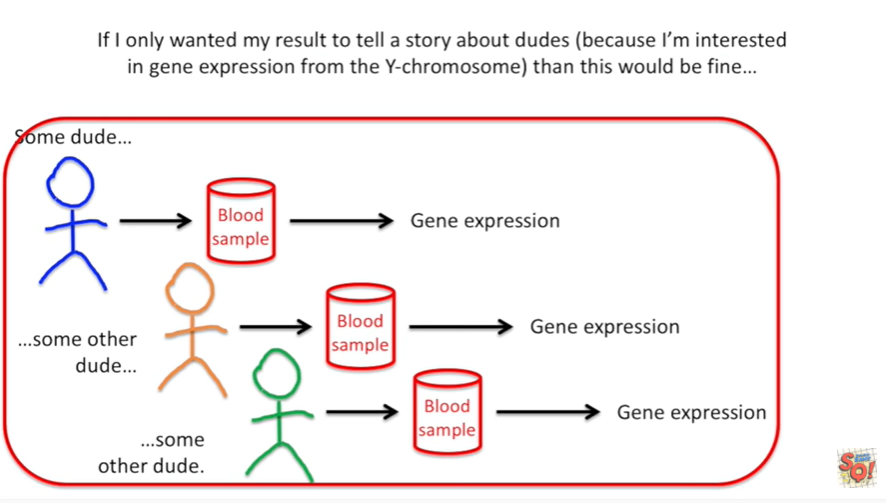 If I only wanted my result to tell a story about dudes (because I’m interested
in gene expression from the Y-chromosome) than this would be fine...
Some dude...
Blood
sample
Gene expression
...some other
dude...
Blood
sample
Gene expression
...some
other dude.
Blood
sample
Gene expression
SQ!